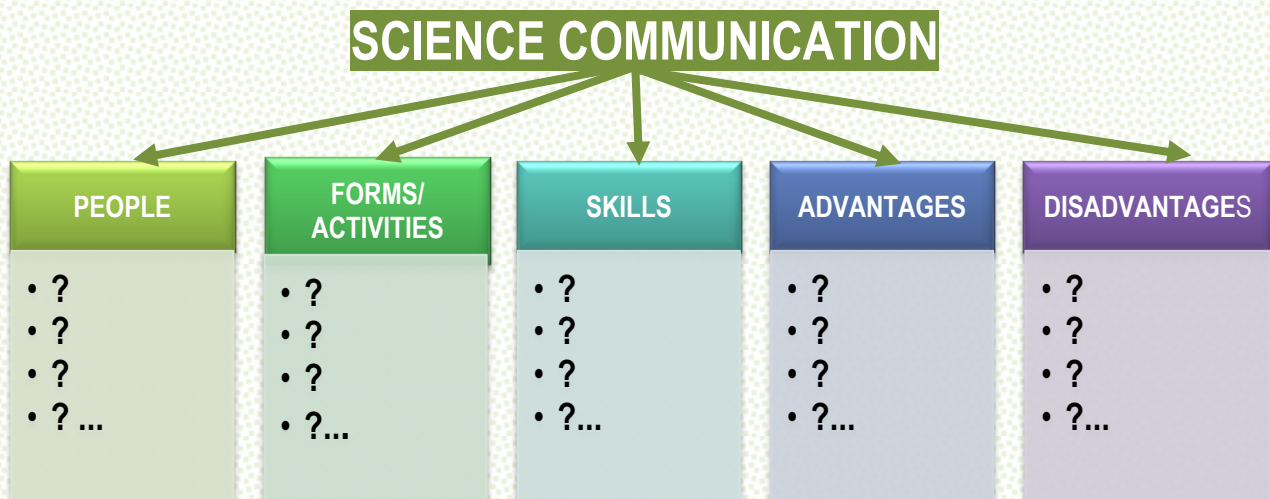 SCIENCE COMMUNICATION
PEOPLE
• ?
• ?
• ?
• ? ...
FORMS/
ACTIVITIES
• ?
• ?
• ?
• ?...
SKILLS
• ?
• ?
• ?
• ?...
ADVANTAGES
• ?
• ?
• ?
• ?...
DISADVANTAGES
• ?
• ?
• ?
• ?...